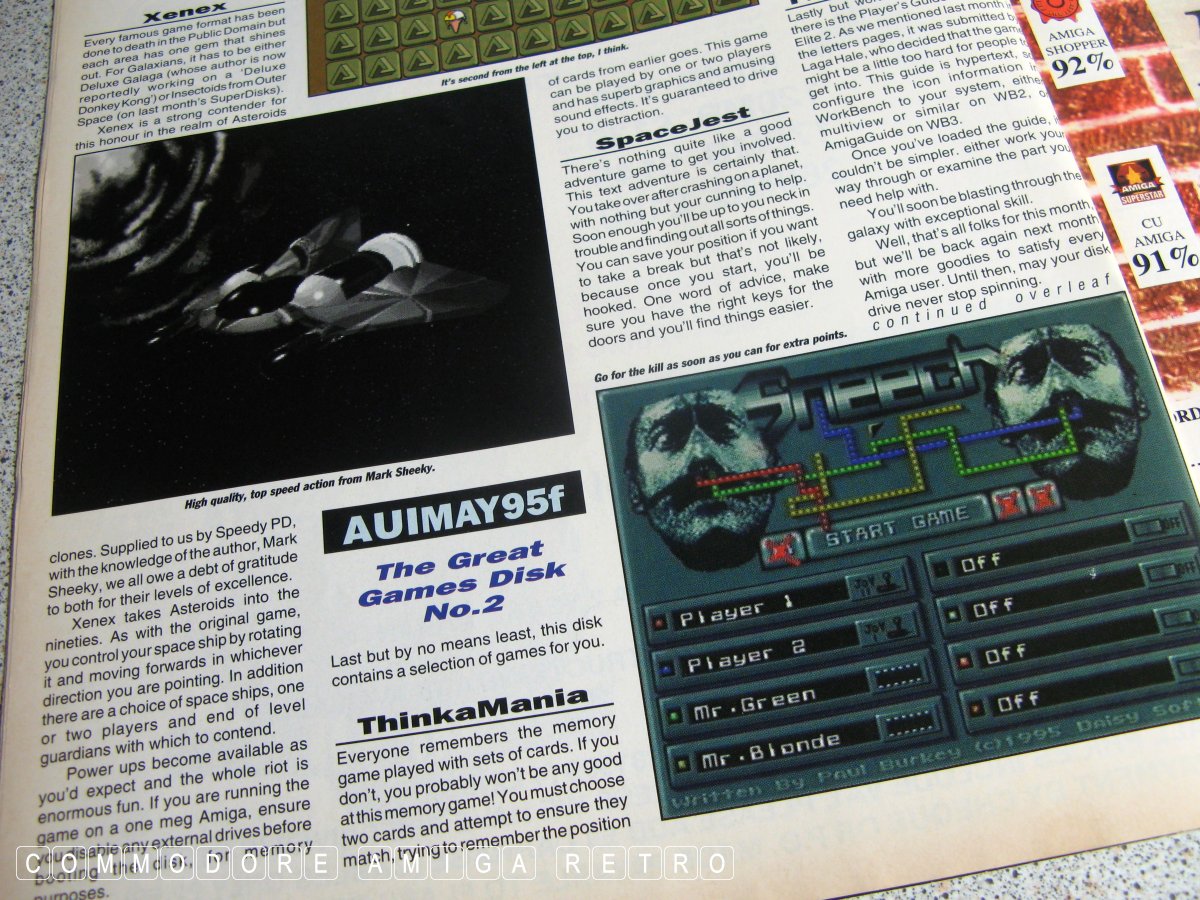 Xenex
Every famous game format has been
done to death in the Public Domain but
each area has one gem that shines
out. For Galaxians, it has to be either
Deluxe Galaga (whose author is now
reportedly working on a 'Deluxe
Donkey Kong') or Insectoids from Outer
Space (on last month's SuperDisks).
Xenex is a strong contender for
this honour in the realm of Asteroids
High quality, top speed action from Mark Sheeky.
clones. Supplied to us by Speedy PD,
with the knowledge of the author, Mark
Sheeky, we all owe a debt of gratitude
to both for their levels of excellence.
Xenex takes Asteroids into the
nineties. As with the original game,
you control your space ship by rotating
it and moving forwards in whichever
direction you are pointing. In addition
there are a choice of space ships, one
or two players and end of level
guardians with which to contend.
Power ups become available as
you'd expect and the whole riot is
enormous fun. If you are running the
game on a one meg Amiga, ensure
you disable any external drives before
booting the disk, for memory
purposes.
AUIMAY95f
The Great
Games Disk
No.2
Last but by no means least, this disk
contains a selection of games for you.
ThinkaMania
Everyone remembers the memory
game played with sets of cards. If you
don't, you probably won't be any good
at this memory game! You must choose
two cards and attempt to ensure they
match, trying to remember the position
It's second from the left at the top, I think.
of cards from earlier goes. This game
can be played by one or two players
and has superb graphics and amusing
sound effects. It's guaranteed to drive
you to distraction.
SpaceJest
There's nothing quite like a good
adventure game to get you involved.
This text adventure is certainly that.
You take over after crashing on a planet,
with nothing but your cunning to help.
Soon enough you'll be up to you neck in
trouble and finding out all sorts of things.
You can save your position if you want
to take a break but that's not likely,
because once you start, you'll be
hooked. One word of advice, make
sure you have the right keys for the
doors and you'll find things easier.
Lastly but wor
there is the Player's Guide
Elite 2. As we mentioned last month in
the letters pages, it was submitted b
Laga Hale, who decided that the gam
might be a little too hard for people to
get into. This guide is hypertext, s
configure the icon information in
WorkBench to your system, eithe
multiview or similar on WB2, o
AmigaGuide on WB3.
Once you've loaded the guide, i
couldn't be simpler. either work your
way through or examine the part you
need help with.
You'll soon be blasting through the
galaxy with exceptional skill.
Well, that's all folks for this month
but we'll be back again next month
with more goodies to satisfy every
Amiga user. Until then, may your disk
drive never stop spinning.
continued overleaf
Go for the kill as soon as you can for extra points.
Sneech
START GAME
Player 1
JOY
Off
OFF
Player 2
JOY
Off
OFF
Mr.Green
Off
Mr.Blonde
Off
Written By Paul Burkey (c)1995 Daisy Sof
AMIGA
SHOPPER
92%
AMIGA
SUPERSTAR
CU
AMIGA
91%
COMMODORE AMIGA RETRO